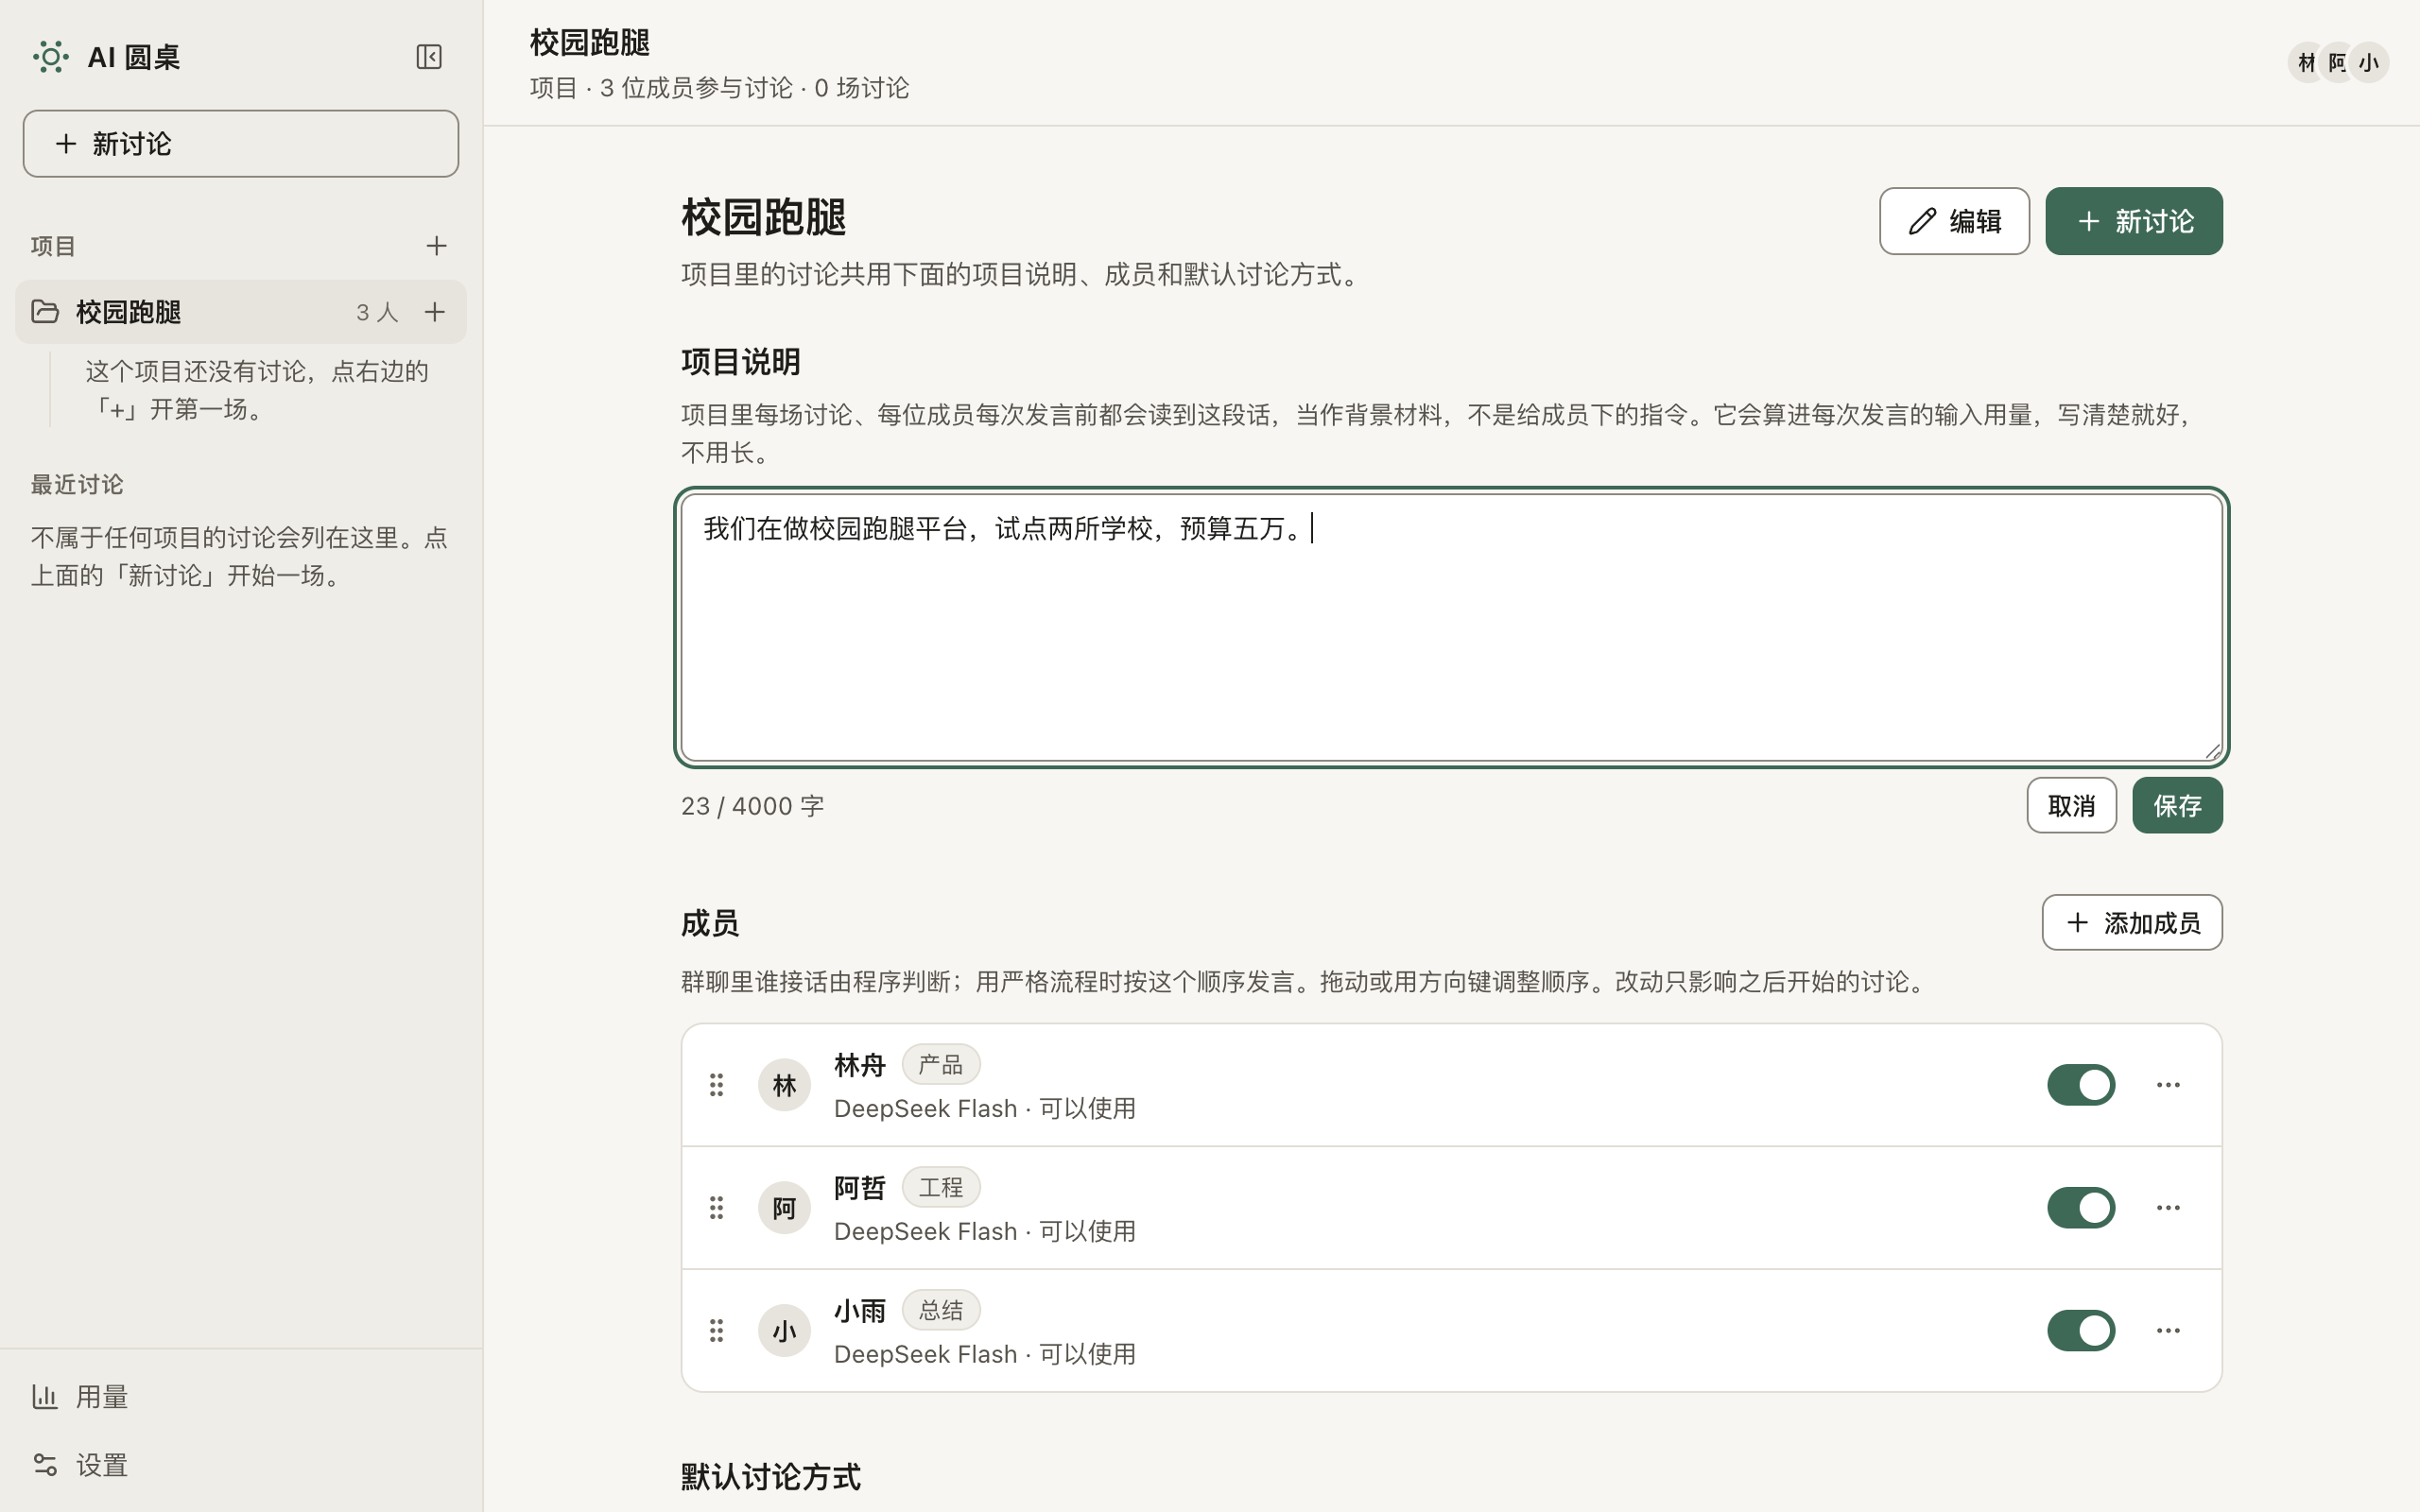 AI 圆桌
新讨论
项目
校园跑腿 3 人
这个项目还没有讨论，点右边的
「+」开第一场。
最近讨论
不属于任何项目的讨论会列在这里。点
上面的「新讨论」开始一场。
用量
设置
校园跑腿
项目 · 3 位成员参与讨论 · 0 场讨论
林 阿 小
校园跑腿
编辑
新讨论
项目里的讨论共用下面的项目说明、成员和默认讨论方式。
项目说明
项目里每场讨论、每位成员每次发言前都会读到这段话，当作背景材料，不是给成员下的指令。它会算进每次发言的输入用量，写清楚就好，
不用长。
我们在做校园跑腿平台，试点两所学校，预算五万。
23 / 4000 字
取消
保存
成员
添加成员
群聊里谁接话由程序判断；用严格流程时按这个顺序发言。拖动或用方向键调整顺序。改动只影响之后开始的讨论。
林
林舟 产品
DeepSeek Flash · 可以使用
阿
阿哲 工程
DeepSeek Flash · 可以使用
小
小雨 总结
DeepSeek Flash · 可以使用
默认讨论方式